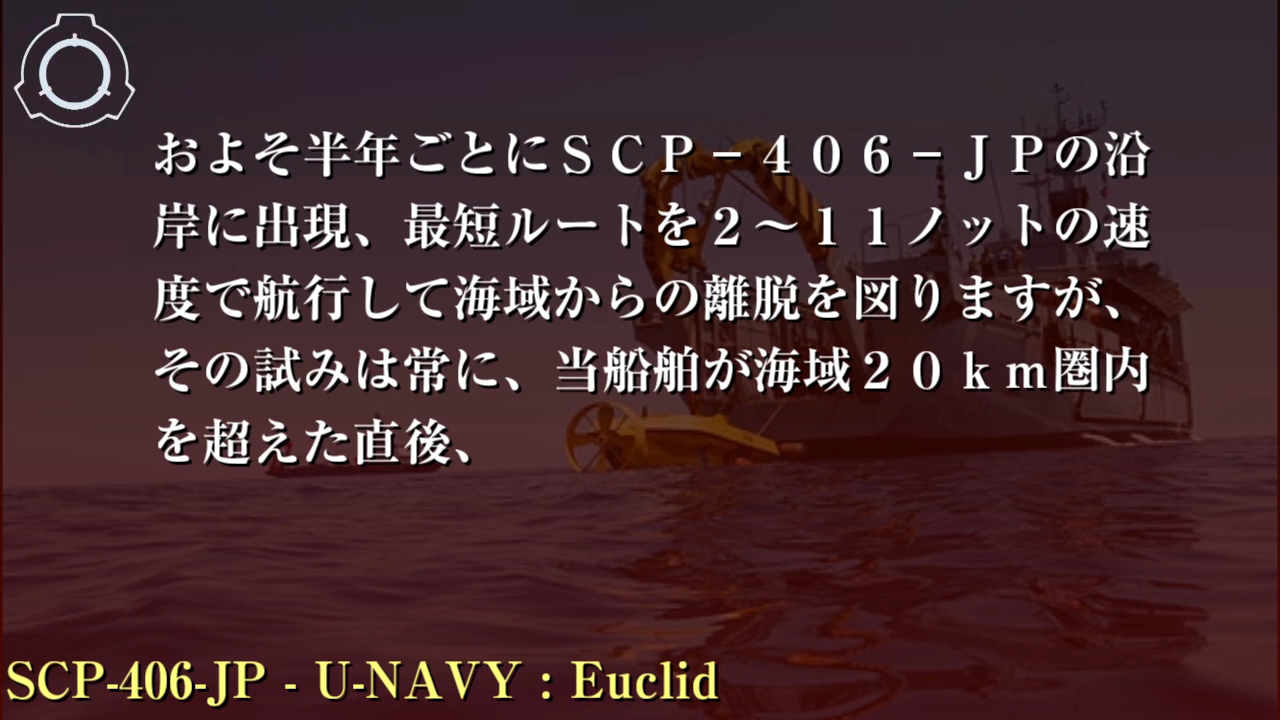 およそ半年ごとにＳＣＰ－４０６－ＪＰの沿
岸に出現、最短ルートを２～１１ノットの速
度で航行して海域からの離脱を図りますが、
その試みは常に、当船舶が海域２０ｋｍ圏内
を超えた直後、
SCP-406-JP - U-NAVY : Euclid